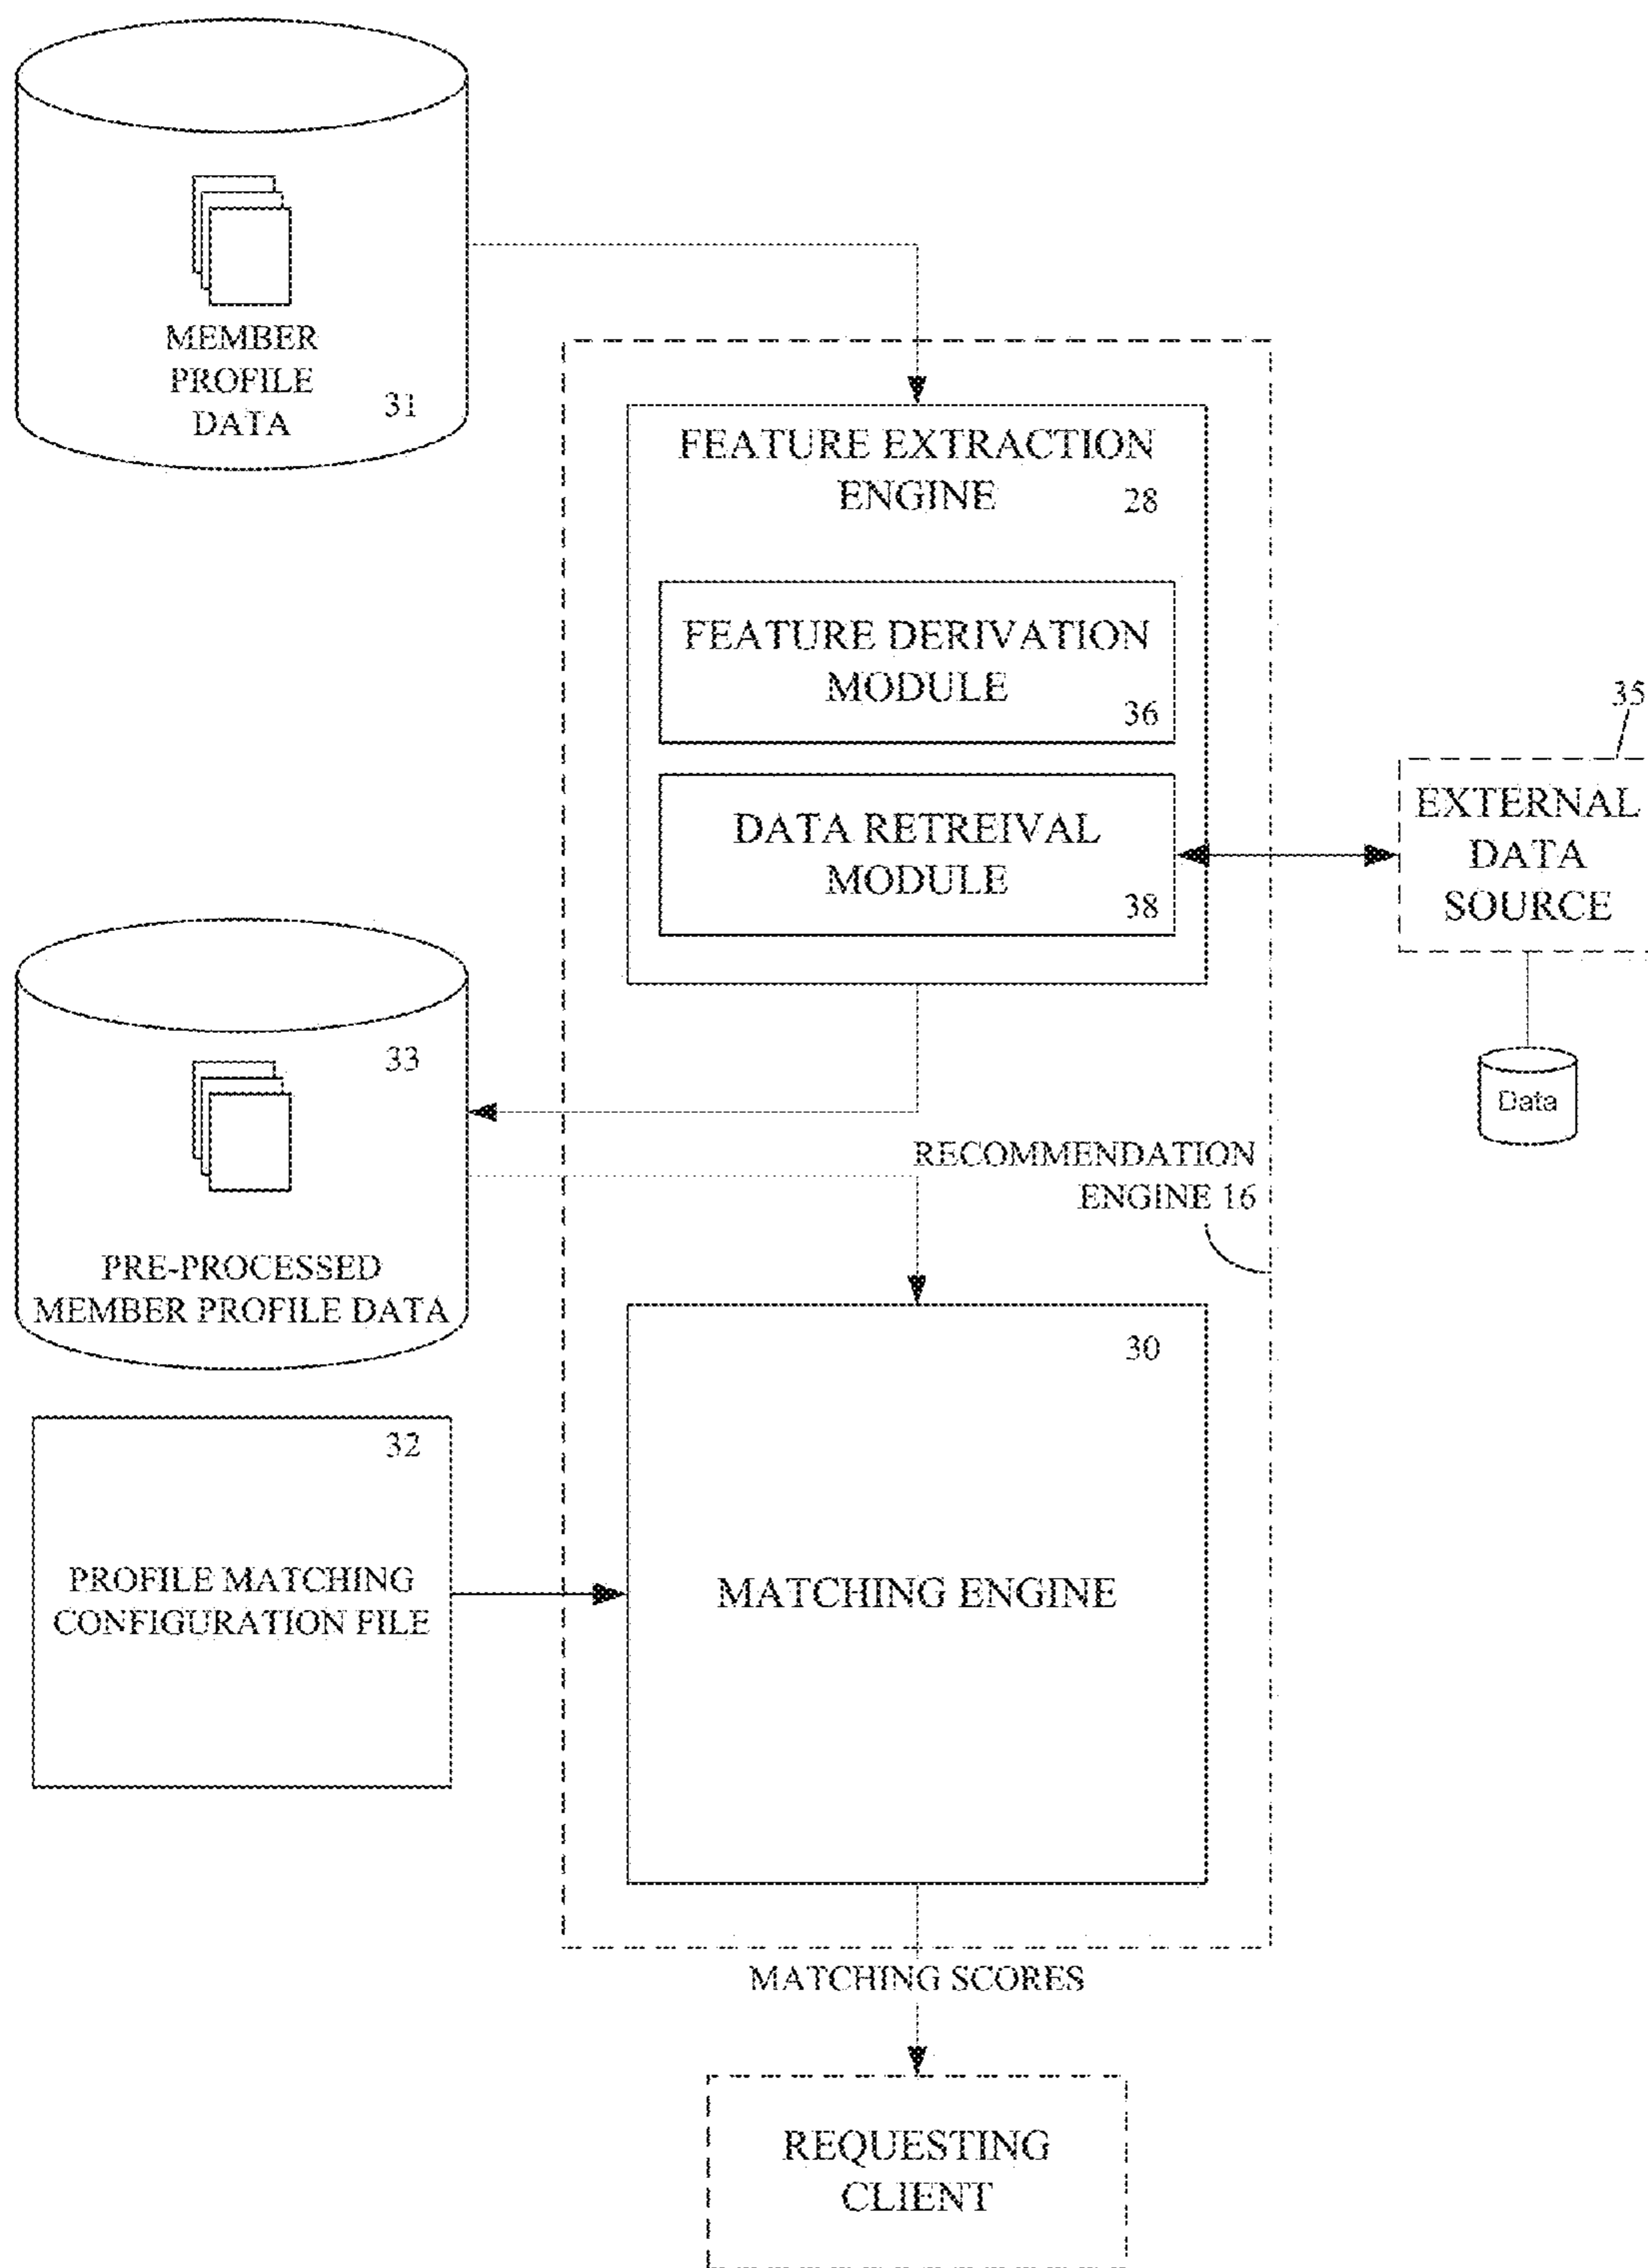 MEMBER
PROFILE
DATA
31
FEATURE EXTRACTION
ENGINE
28
FEATURE DERIVATION
MODULE
36
DATA RETREIVAL
MODULE
38
35
EXTERNAL
DATA
SOURCE
Data
33
PRE-PROCESSED
MEMBER PROFILE DATA
RECOMMENDATION
ENGINE 16
32
PROFILE MATCHING
CONFIGURATION FILE
30
MATCHING ENGINE
MATCHING SCORES
REQUESTING
CLIENT